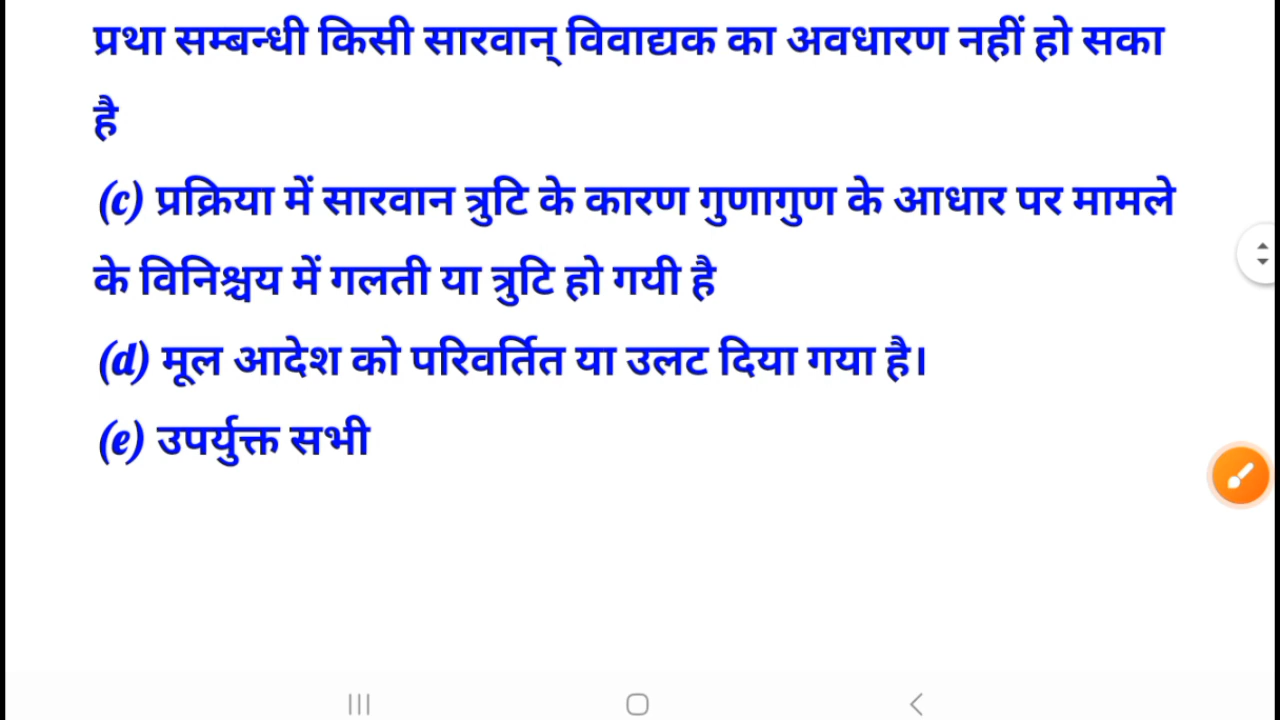 प्रथा सम्बन्धी किसी सारवान् विवाद्यक का अवधारण नहीं हो सका
है
(c) प्रक्रिया में सारवान त्रुटि के कारण गुणागुण के आधार पर मामले
के विनिश्चय में गलती या त्रुटि हो गयी है
(d) मूल आदेश को परिवर्तित या उलट दिया गया है।
(e) उपर्युक्त सभी